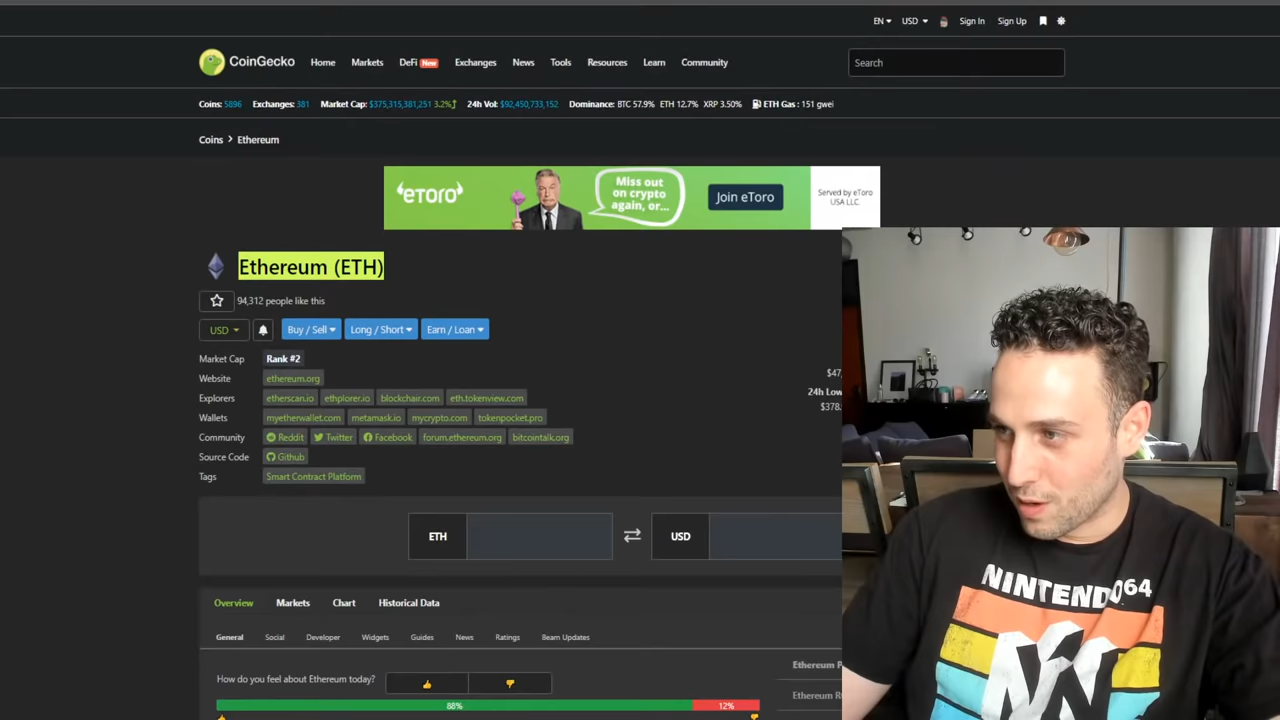 EN USD Sign In Sign Up
CoinGecko Home Markets DeFi New Exchanges News Tools Resources Learn Community Search
Coins: 5896 Exchanges: 381 Market Cap: $375,315,381,251 3.2% 24h Vol: $92,450,733,152 Dominance: BTC 57.9% ETH 12.7% XRP 3.50% ETH Gas : 151 gwei
Coins > Ethereum
eToro
Miss out
on crypto
again, or...
Join eToro
Served by eToro
USA LLC.
Ethereum (ETH)
94,312 people like this
USD Buy / Sell Long / Short Earn / Loan
Market Cap Rank #2
Website ethereum.org
Explorers etherscan.io ethplorer.io blockchair.com eth.tokenview.com
Wallets myetherwallet.com metamask.io mycrypto.com tokenpocket.pro
Community Reddit Twitter Facebook forum.ethereum.org bitcointalk.org
Source Code Github
Tags Smart Contract Platform
$47,
24h Low
$378.
ETH USD
Overview Markets Chart Historical Data
General Social Developer Widgets Guides News Ratings Beam Updates
How do you feel about Ethereum today?
88% 12%
Ethereum P
Ethereum R
NINTENDO 64